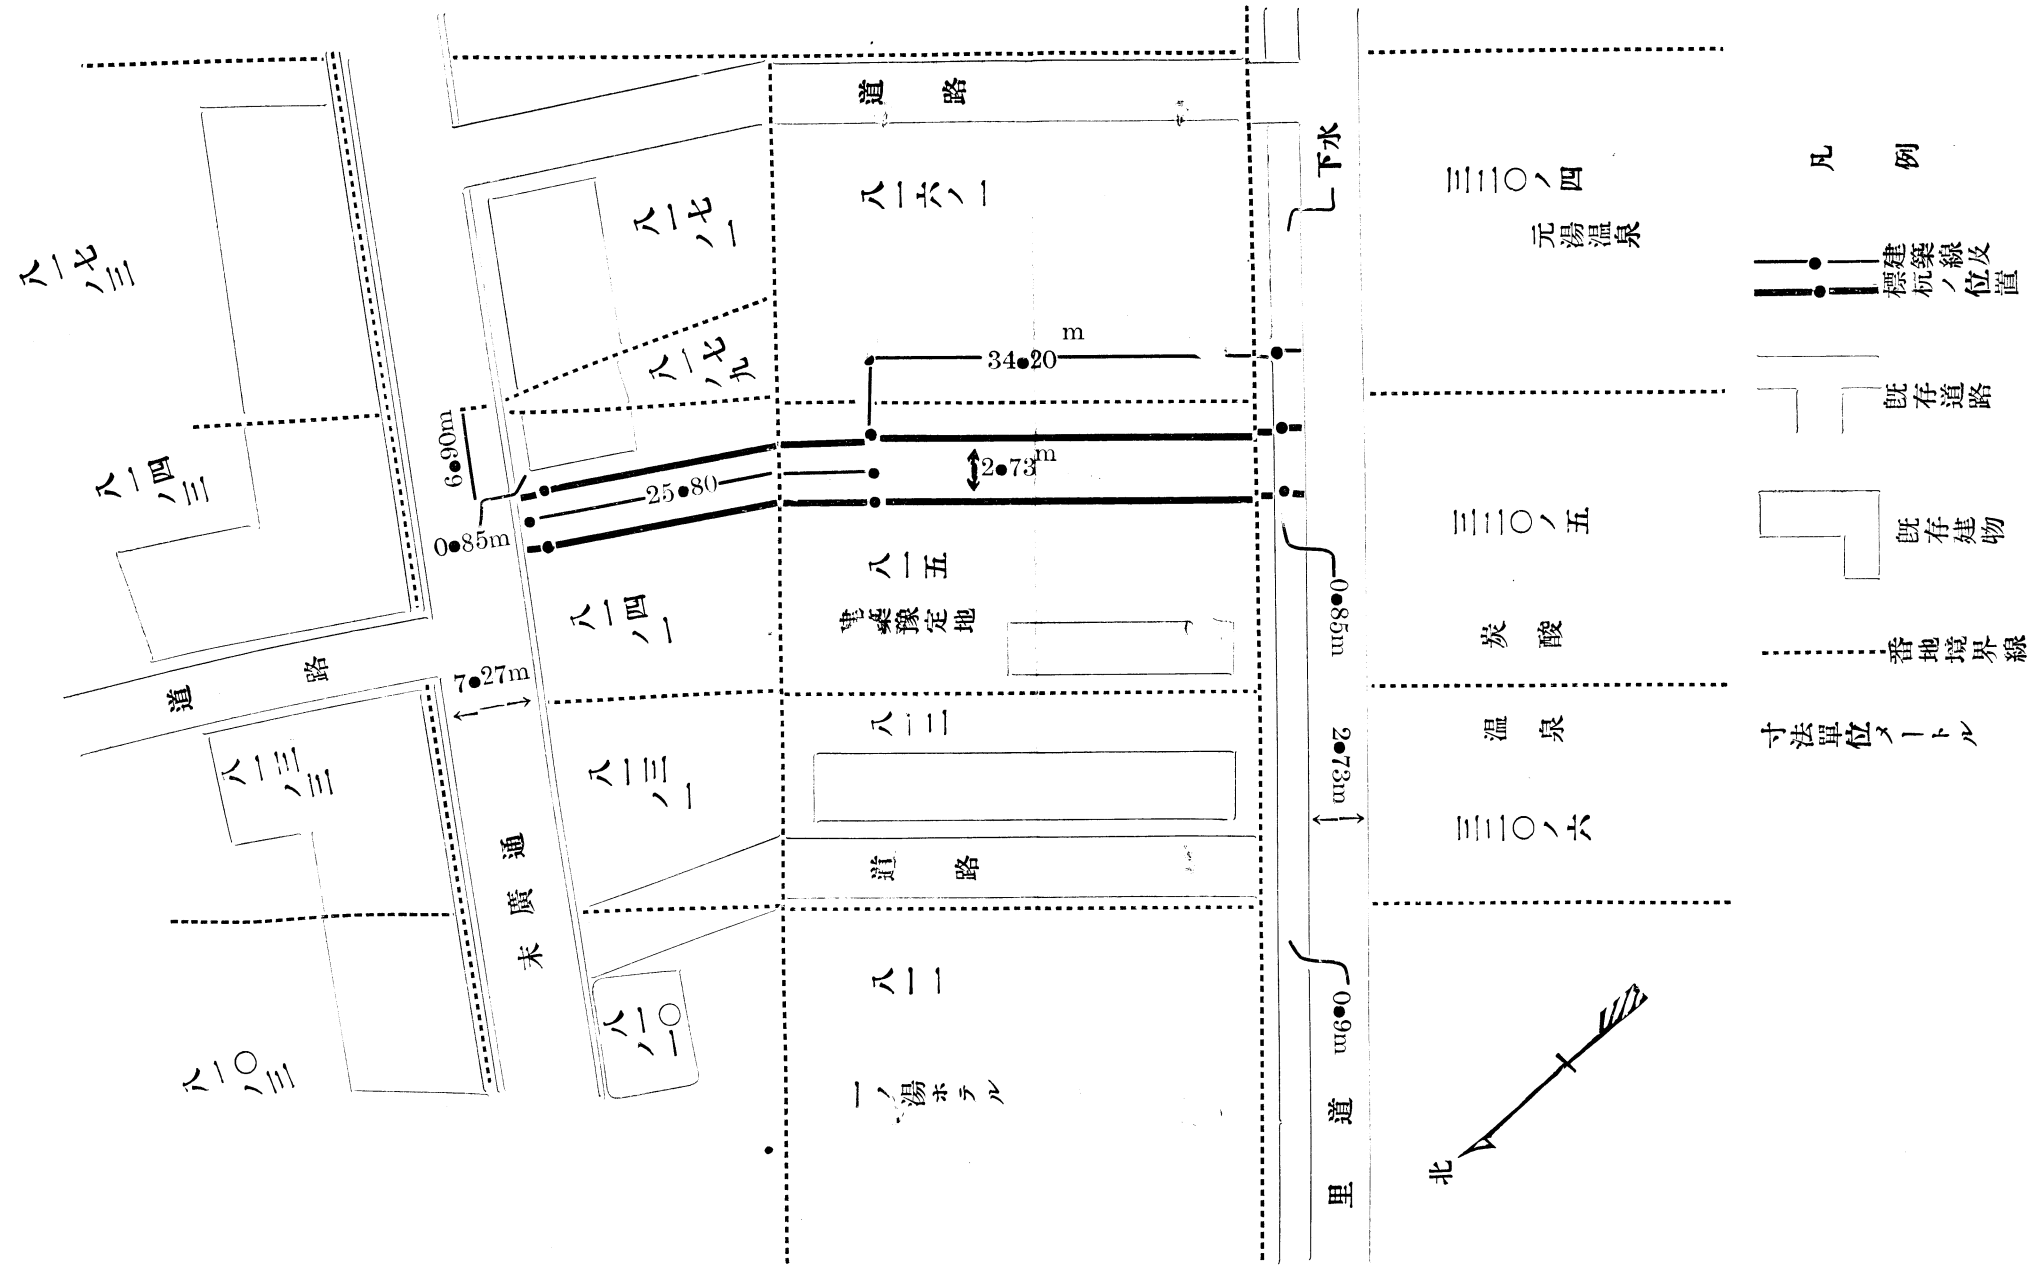 道路
下水
八一七ノ三
八一七ノ一
八一六ノ一
三三〇ノ四
元湯温泉
八一七ノ九
m
34•20
6•90m
25•80
2•73m
0•85m
八一四ノ三
八一四ノ一
八一五
建築豫定地
三三〇ノ五
0•85m
炭酸
温泉
道路
7•27m
八一三ノ三
八一三ノ一
八一二
2•73m
三三〇ノ六
末廣通
道路
八一〇ノ三
八一〇ノ一
八一一
一ノ湯ホテル
0•9m
里道
北
凡例
建築線及
標杭ノ位置
既存道路
既存建物
番地境界線
寸法單位メートル